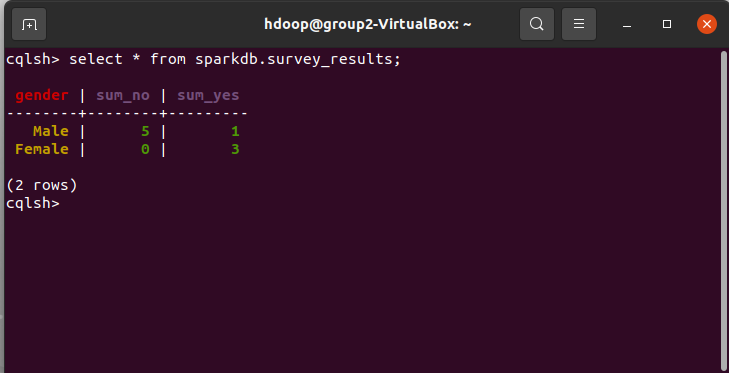 hdoop@group2-VirtualBox: ~
cqlsh> select * from sparkdb.survey_results;
gender | sum_no | sum_yes
--------+--------+---------
Male | 5 | 1
Female | 0 | 3
(2 rows)
cqlsh>